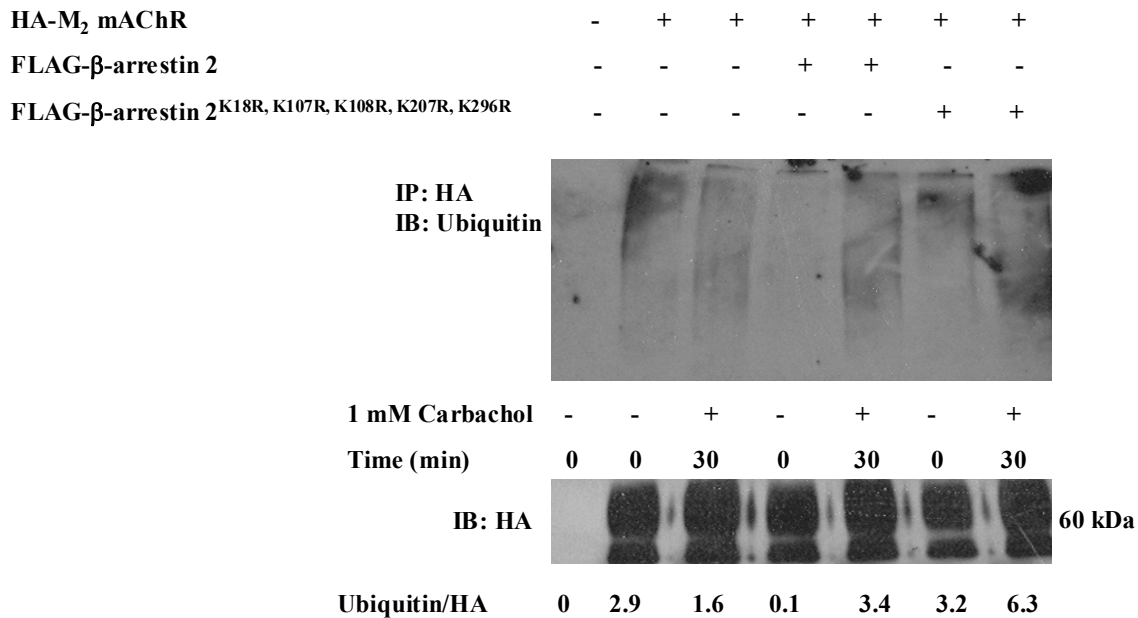 HA-M₂ mAChR - + + + + + +
FLAG-β-arrestin 2 - - - + + - -
FLAG-β-arrestin 2^K18R, K107R, K108R, K207R, K296R - - - - - + +
IP: HA
IB: Ubiquitin
1 mM Carbachol - - + - + - +
Time (min) 0 0 30 0 30 0 30
IB: HA 60 kDa
Ubiquitin/HA 0 2.9 1.6 0.1 3.4 3.2 6.3